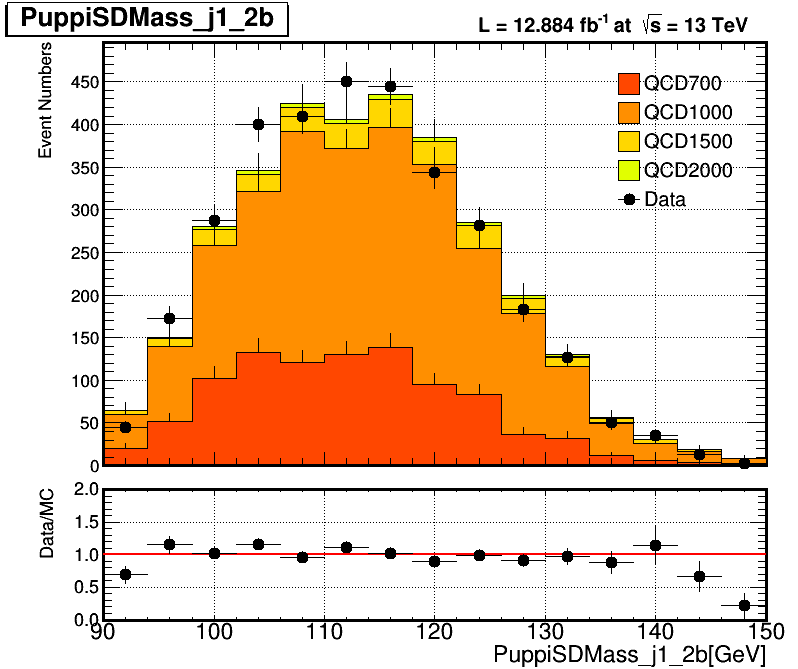 PuppiSDMass_j1_2b
L = 12.884 fb⁻¹ at √s = 13 TeV
Event Numbers
450
400
350
300
250
200
150
100
50
0
QCD700
QCD1000
QCD1500
QCD2000
Data
Data/MC
2.0
1.5
1.0
0.5
0.0
90 100 110 120 130 140 150
PuppiSDMass_j1_2b[GeV]